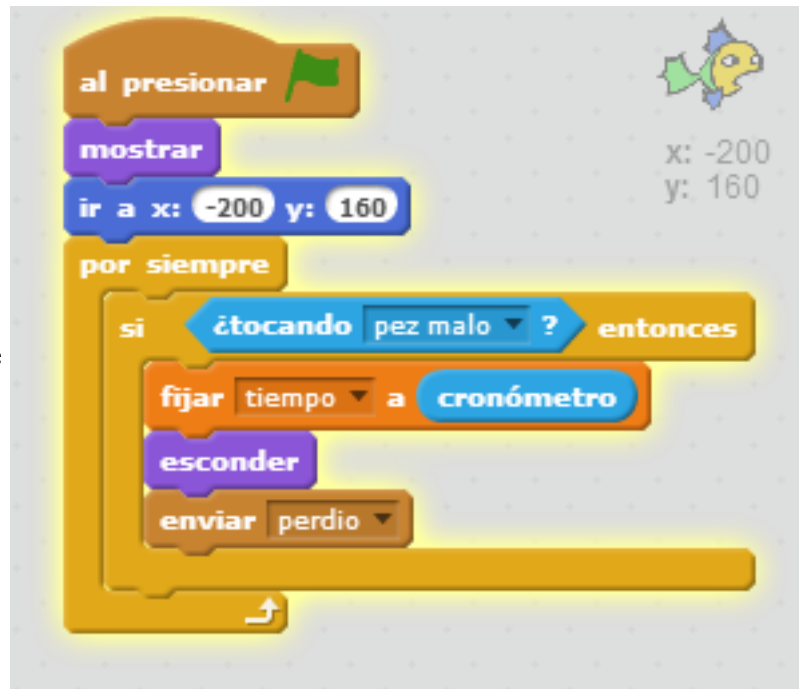 al presionar
mostrar
x: -200
ir a x: -200 y: 160
y: 160
por siempre
si ¿tocando pez malo ? entonces
fijar tiempo a cronómetro
esconder
enviar perdio